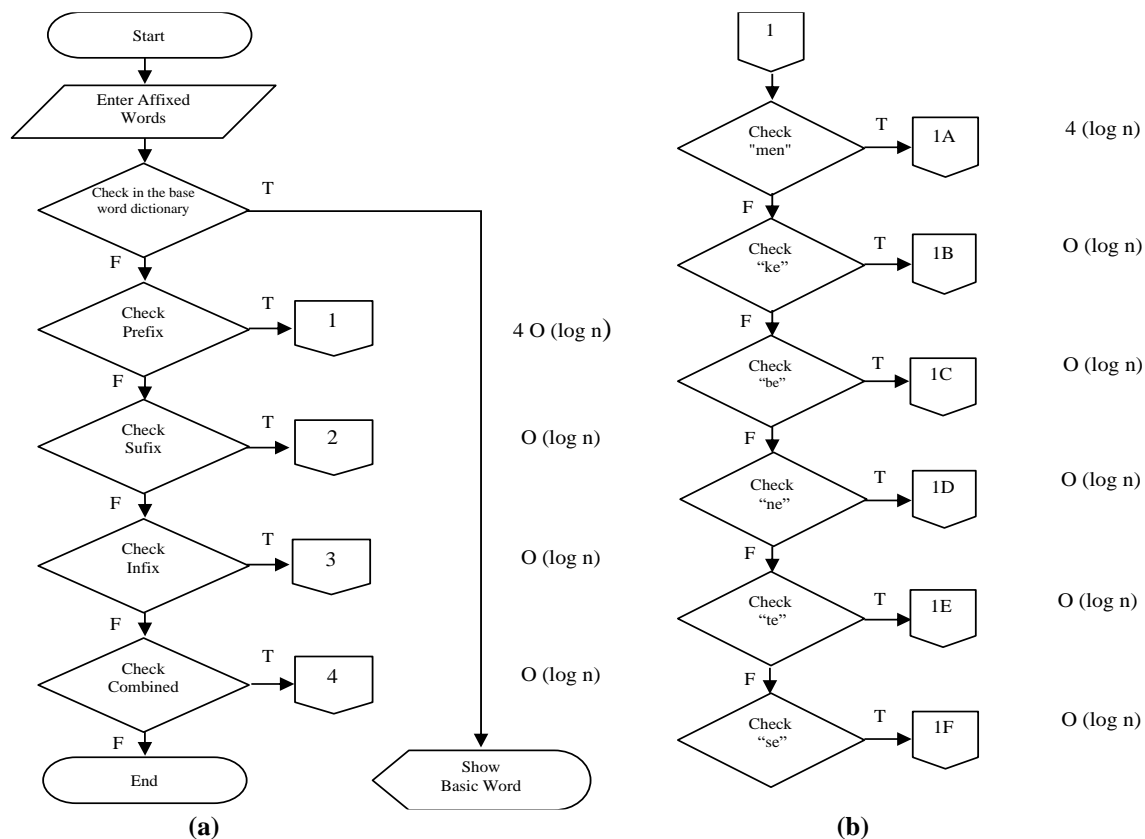 Start
Enter Affixed
Words
Check in the base
word dictionary
T
F
Check
Prefix
T
1
4 O (log n)
F
Check
Sufix
T
2
O (log n)
F
Check
Infix
T
3
O (log n)
F
Check
Combined
T
4
O (log n)
F
End
Show
Basic Word
(a)
1
Check
"men"
T
1A
4 (log n)
F
Check
“ke”
T
1B
O (log n)
F
Check
“be”
T
1C
O (log n)
F
Check
“ne”
T
1D
O (log n)
F
Check
“te”
T
1E
O (log n)
F
Check
“se”
T
1F
O (log n)
(b)